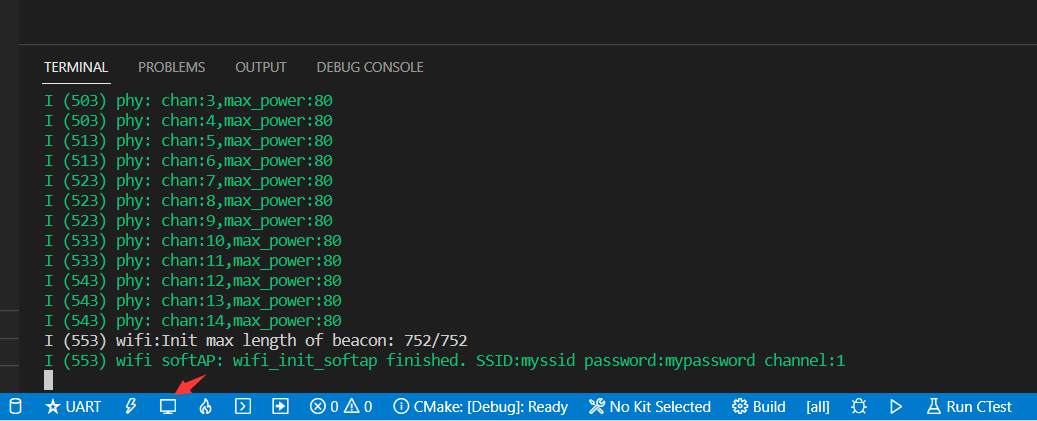 TERMINAL PROBLEMS OUTPUT DEBUG CONSOLE
I (503) phy: chan:3,max_power:80
I (503) phy: chan:4,max_power:80
I (513) phy: chan:5,max_power:80
I (513) phy: chan:6,max_power:80
I (523) phy: chan:7,max_power:80
I (523) phy: chan:8,max_power:80
I (523) phy: chan:9,max_power:80
I (533) phy: chan:10,max_power:80
I (533) phy: chan:11,max_power:80
I (543) phy: chan:12,max_power:80
I (543) phy: chan:13,max_power:80
I (543) phy: chan:14,max_power:80
I (553) wifi:Init max length of beacon: 752/752
I (553) wifi softAP: wifi_init_softap finished. SSID:myssid password:mypassword channel:1
UART 0 0 CMake: [Debug]: Ready No Kit Selected Build [all] Run CTest